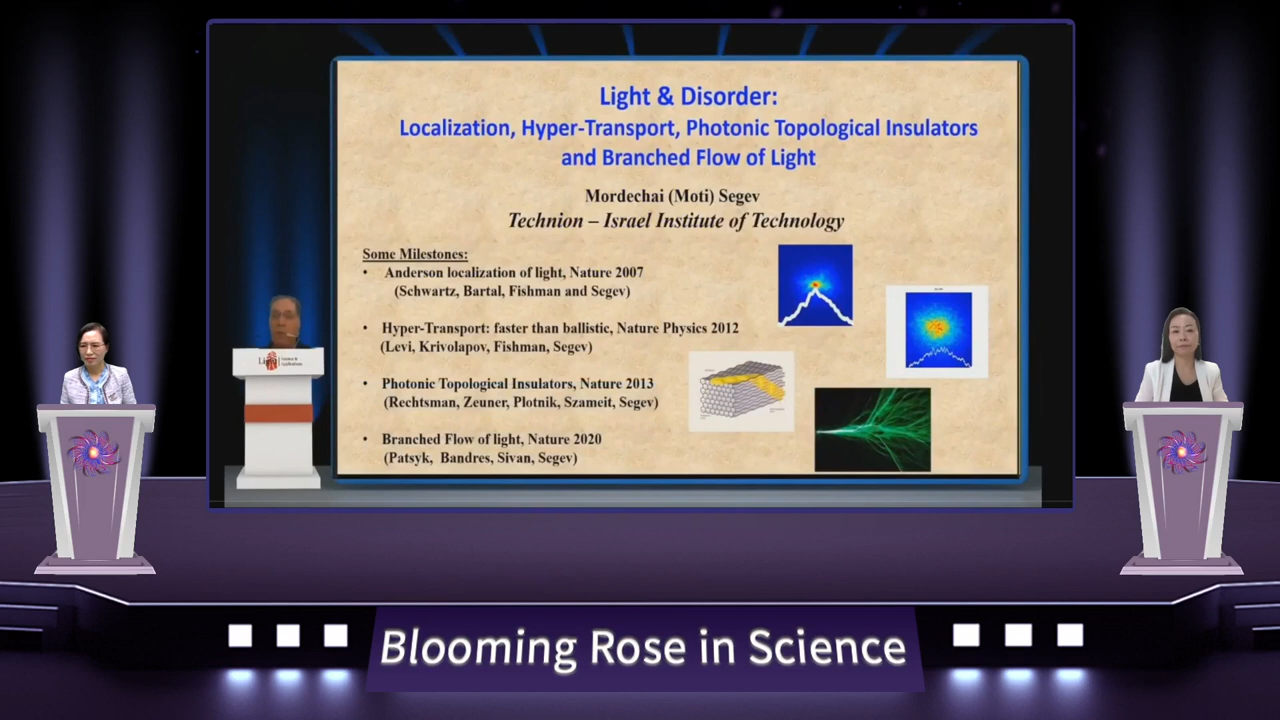 Light & Disorder:
Localization, Hyper-Transport, Photonic Topological Insulators
and Branched Flow of Light
Mordechai (Moti) Segev
Technion – Israel Institute of Technology
Some Milestones:
• Anderson localization of light, Nature 2007
(Schwartz, Bartal, Fishman and Segev)
• Hyper-Transport: faster than ballistic, Nature Physics 2012
(Levi, Krivolapov, Fishman, Segev)
• Photonic Topological Insulators, Nature 2013
(Rechtsman, Zeuner, Plotnik, Szameit, Segev)
• Branched Flow of light, Nature 2020
(Patsyk, Bandres, Sivan, Segev)
Light
Science &
Applications
Blooming Rose in Science